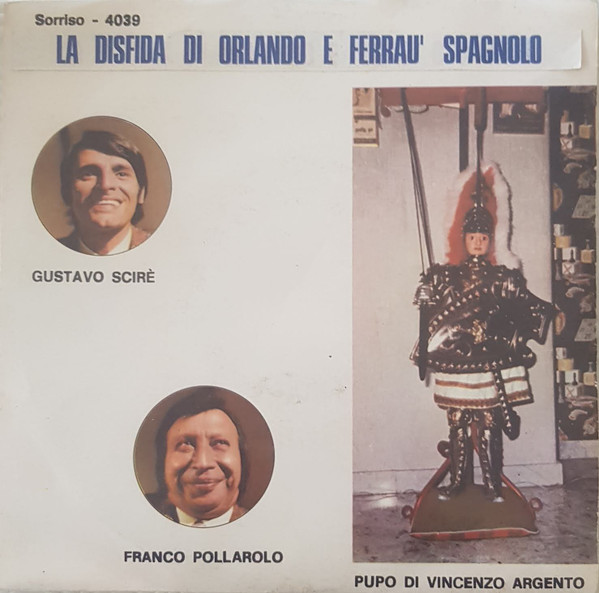 Sorriso - 4039
LA DISFIDA DI ORLANDO E FERRAU' SPAGNOLO
GUSTAVO SCIRÈ
FRANCO POLLAROLO
PUPO DI VINCENZO ARGENTO